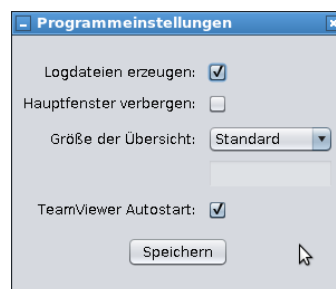 Programmeinstellungen
Logdateien erzeugen:
Hauptfenster verbergen:
Größe der Übersicht: Standard
TeamViewer Autostart:
Speichern